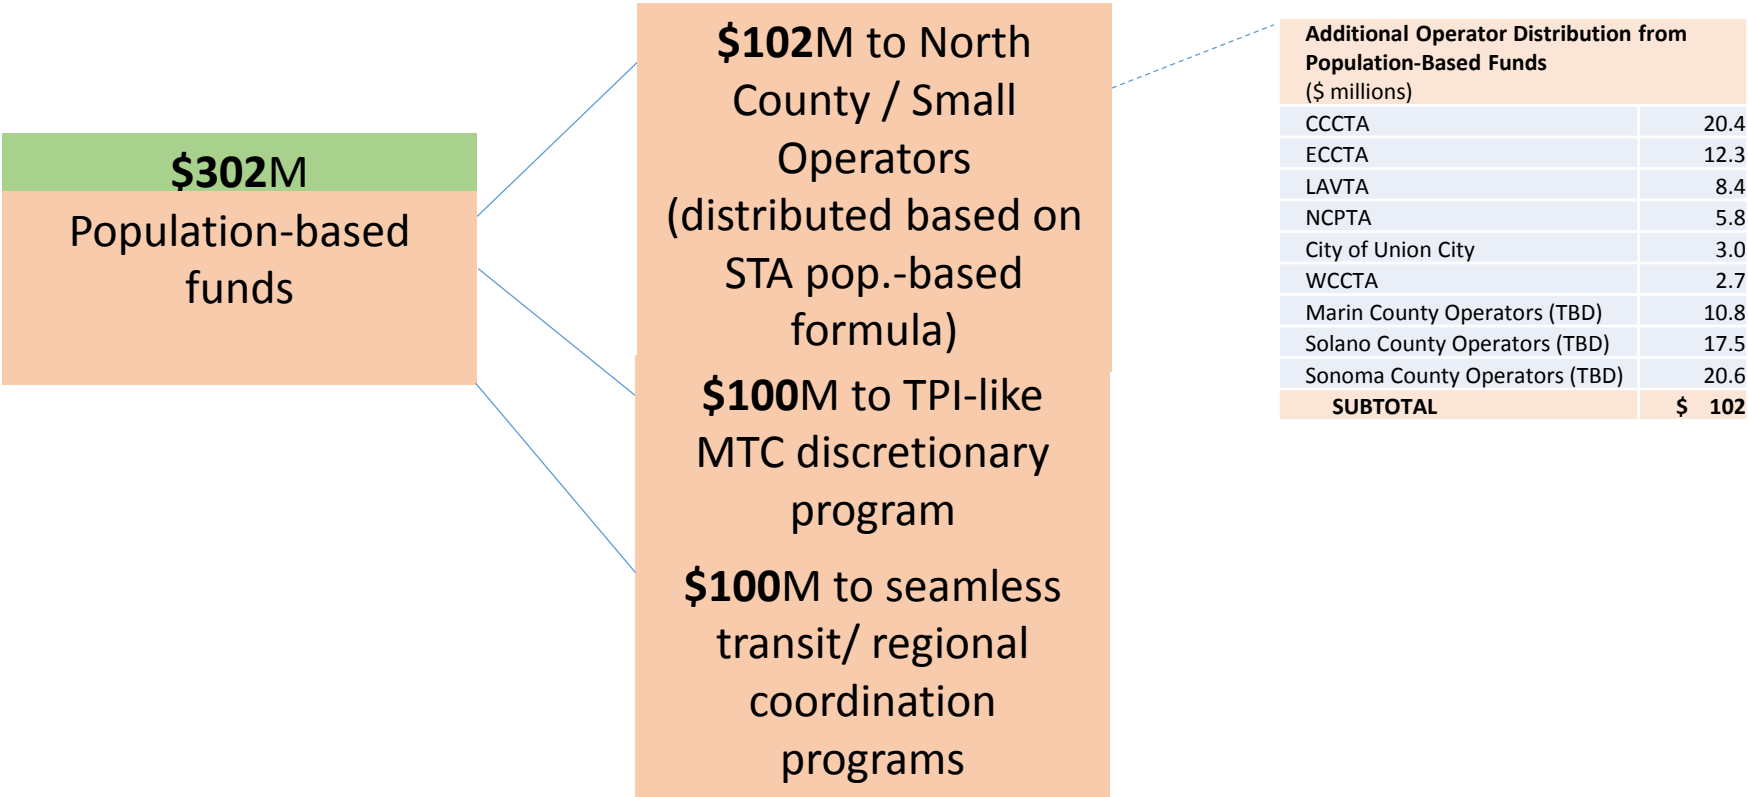 $302M
Population-based
funds
$102M to North
County / Small
Operators
(distributed based on
STA pop.-based
formula)
$100M to TPI-like
MTC discretionary
program
$100M to seamless
transit/ regional
coordination
programs
Additional Operator Distribution from
Population-Based Funds
($ millions)
CCCTA 20.4
ECCTA 12.3
LAVTA 8.4
NCPTA 5.8
City of Union City 3.0
WCCTA 2.7
Marin County Operators (TBD) 10.8
Solano County Operators (TBD) 17.5
Sonoma County Operators (TBD) 20.6
SUBTOTAL $ 102